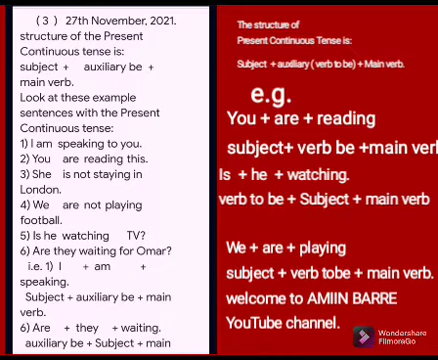 ( 3 ) 27th November, 2021.
structure of the Present
Continuous tense is:
subject + auxiliary be +
main verb.
Look at these example
sentences with the Present
Continuous tense:
1) I am speaking to you.
2) You are reading this.
3) She is not staying in
London.
4) We are not playing
football.
5) Is he watching TV?
6) Are they waiting for Omar?
i.e. 1) I + am +
speaking.
Subject + auxiliary be + main
verb.
6) Are + they + waiting.
auxiliary be + Subject + main
The structure of
Present Continuous Tense is:
Subject + auxiliary ( verb to be) + Main verb.
e.g.
You + are + reading
subject+ verb be +main verl
Is + he + watching.
verb to be + Subject + main verb
We + are + playing
subject + verb tobe + main verb.
welcome to AMIIN BARRE
YouTube channel.
Wondershare
FilmoreGo